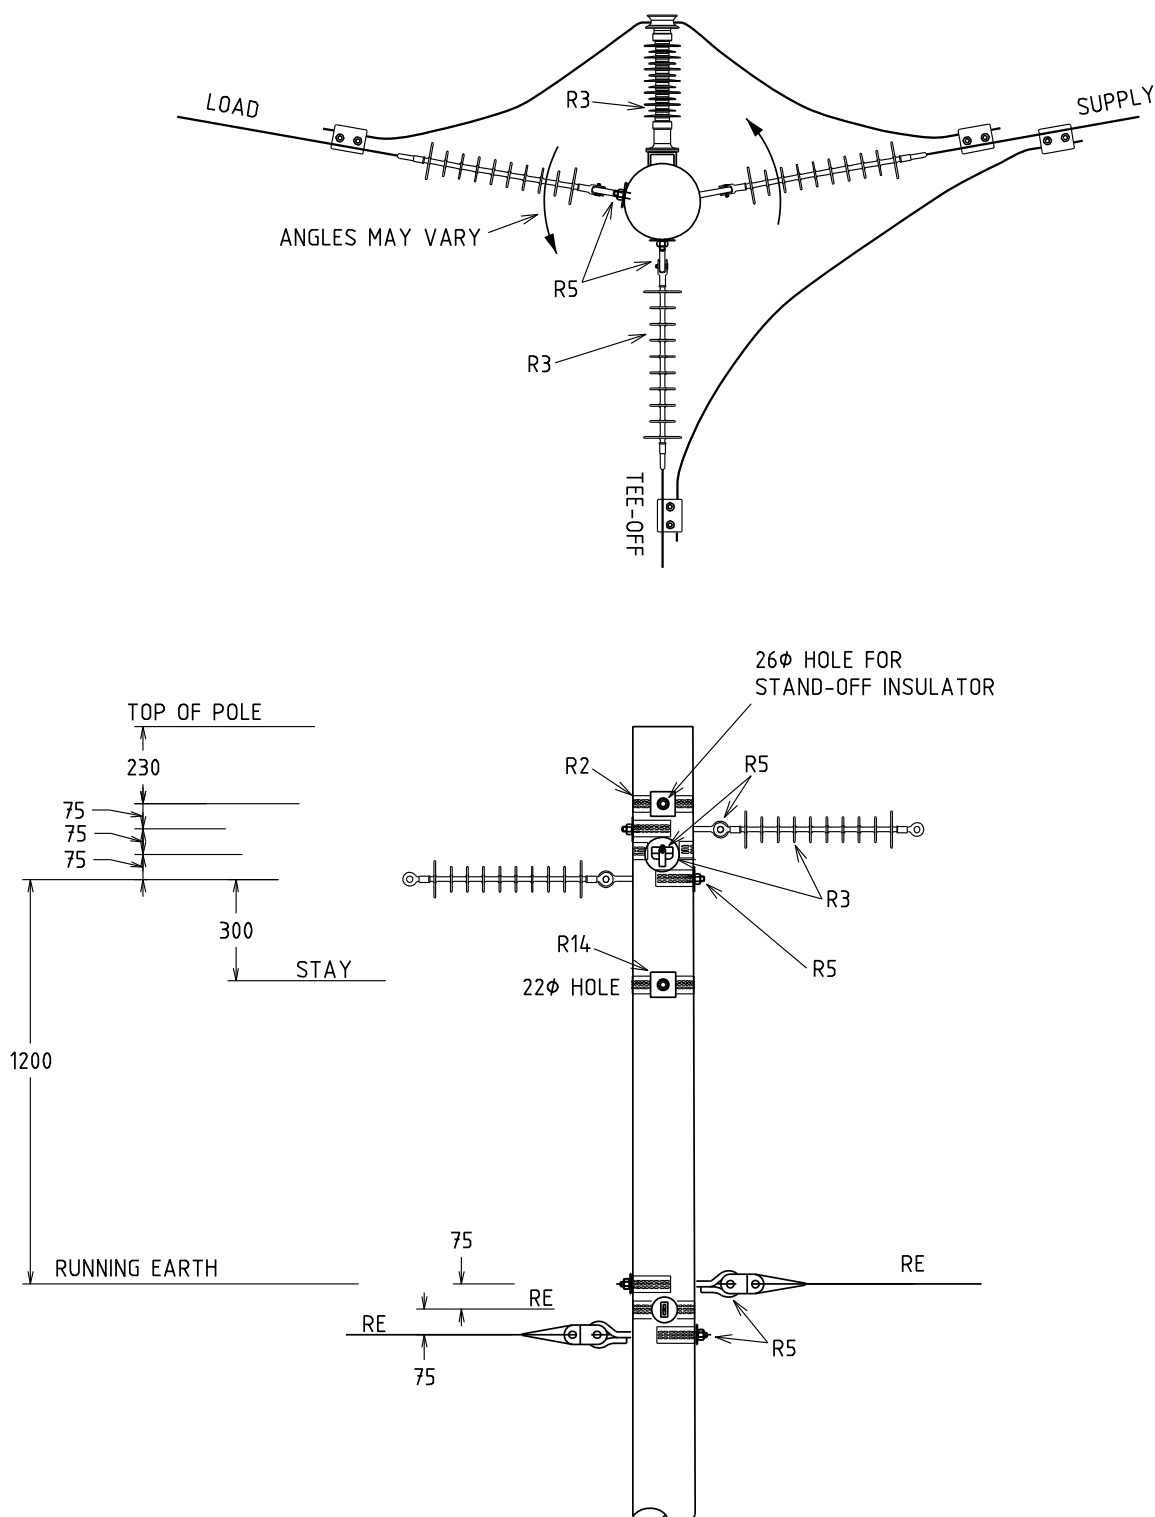 LOAD
SUPPLY
R3
ANGLES MAY VARY
R5
R3
TEE-OFF
26ϕ HOLE FOR
STAND-OFF INSULATOR
TOP OF POLE
230
R2
R5
75
75
75
R3
300
R14
STAY
R5
22ϕ HOLE
1200
75
RUNNING EARTH
RE
RE
RE
R5
75